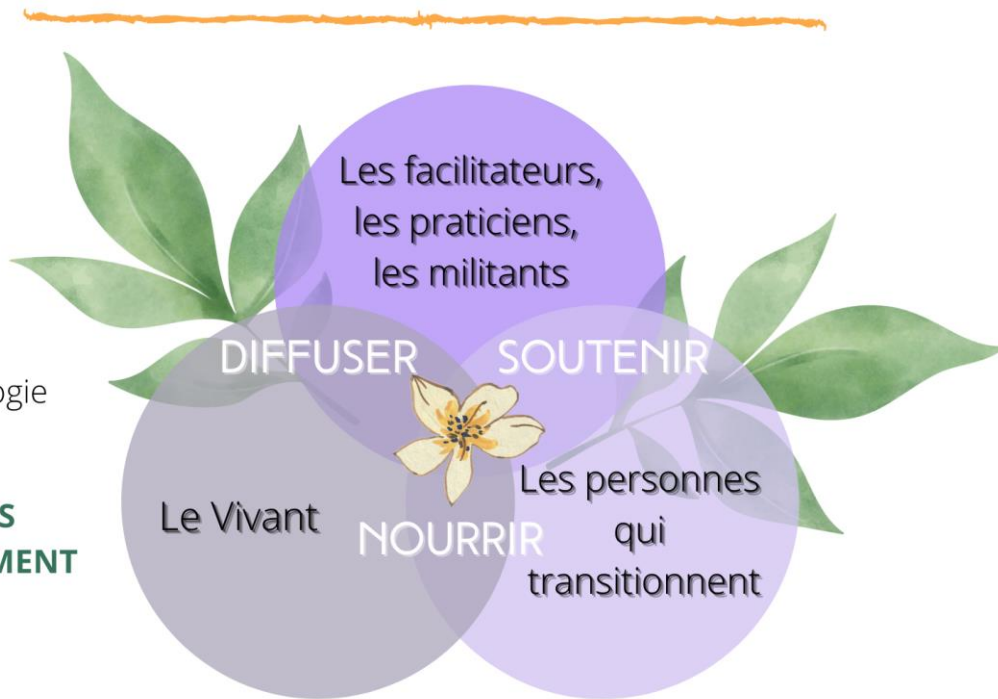 Les facilitateurs,
les praticiens,
les militants
DIFFUSER
SOUTENIR
Le Vivant
NOURRIR
Les personnes
qui
transitionnent